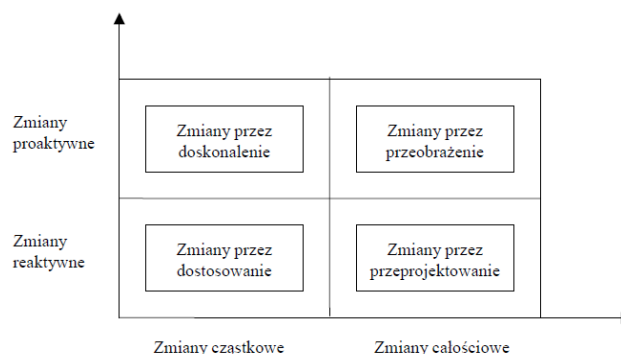 Zmiany
proaktywne
Zmiany przez
doskonalenie
Zmiany przez
przeobrażenie
Zmiany
reaktywne
Zmiany przez
dostosowanie
Zmiany przez
przeprojektowanie
Zmiany cząstkowe
Zmiany całościowe